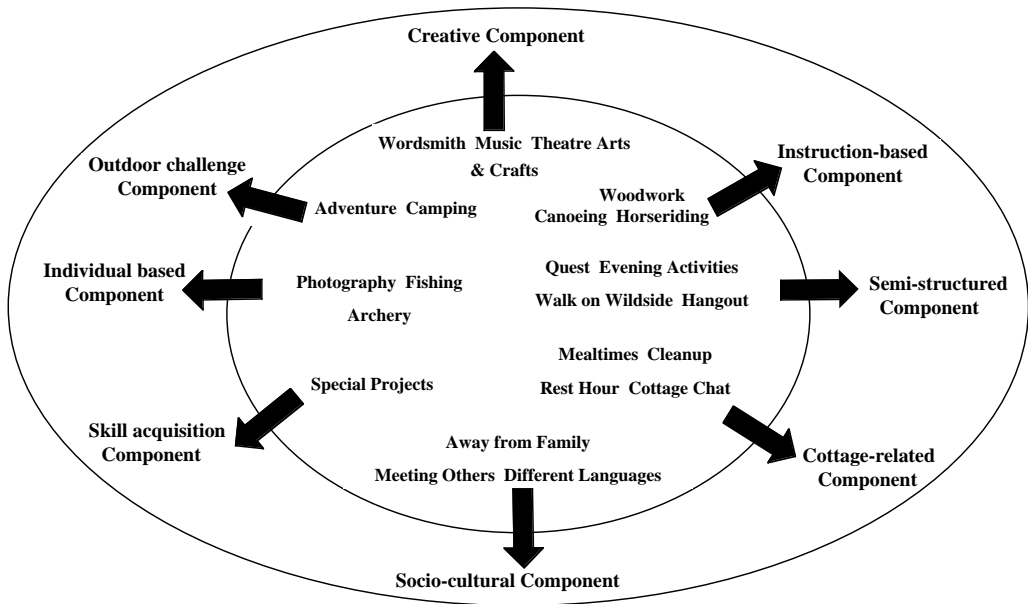 Creative Component
Wordsmith Music Theatre Arts
& Crafts
Outdoor challenge
Component
Adventure Camping
Instruction-based
Component
Woodwork
Canoeing Horseriding
Individual based
Component
Photography Fishing
Archery
Quest Evening Activities
Walk on Wildside Hangout
Semi-structured
Component
Mealtimes Cleanup
Rest Hour Cottage Chat
Special Projects
Skill acquisition
Component
Away from Family
Meeting Others Different Languages
Cottage-related
Component
Socio-cultural Component